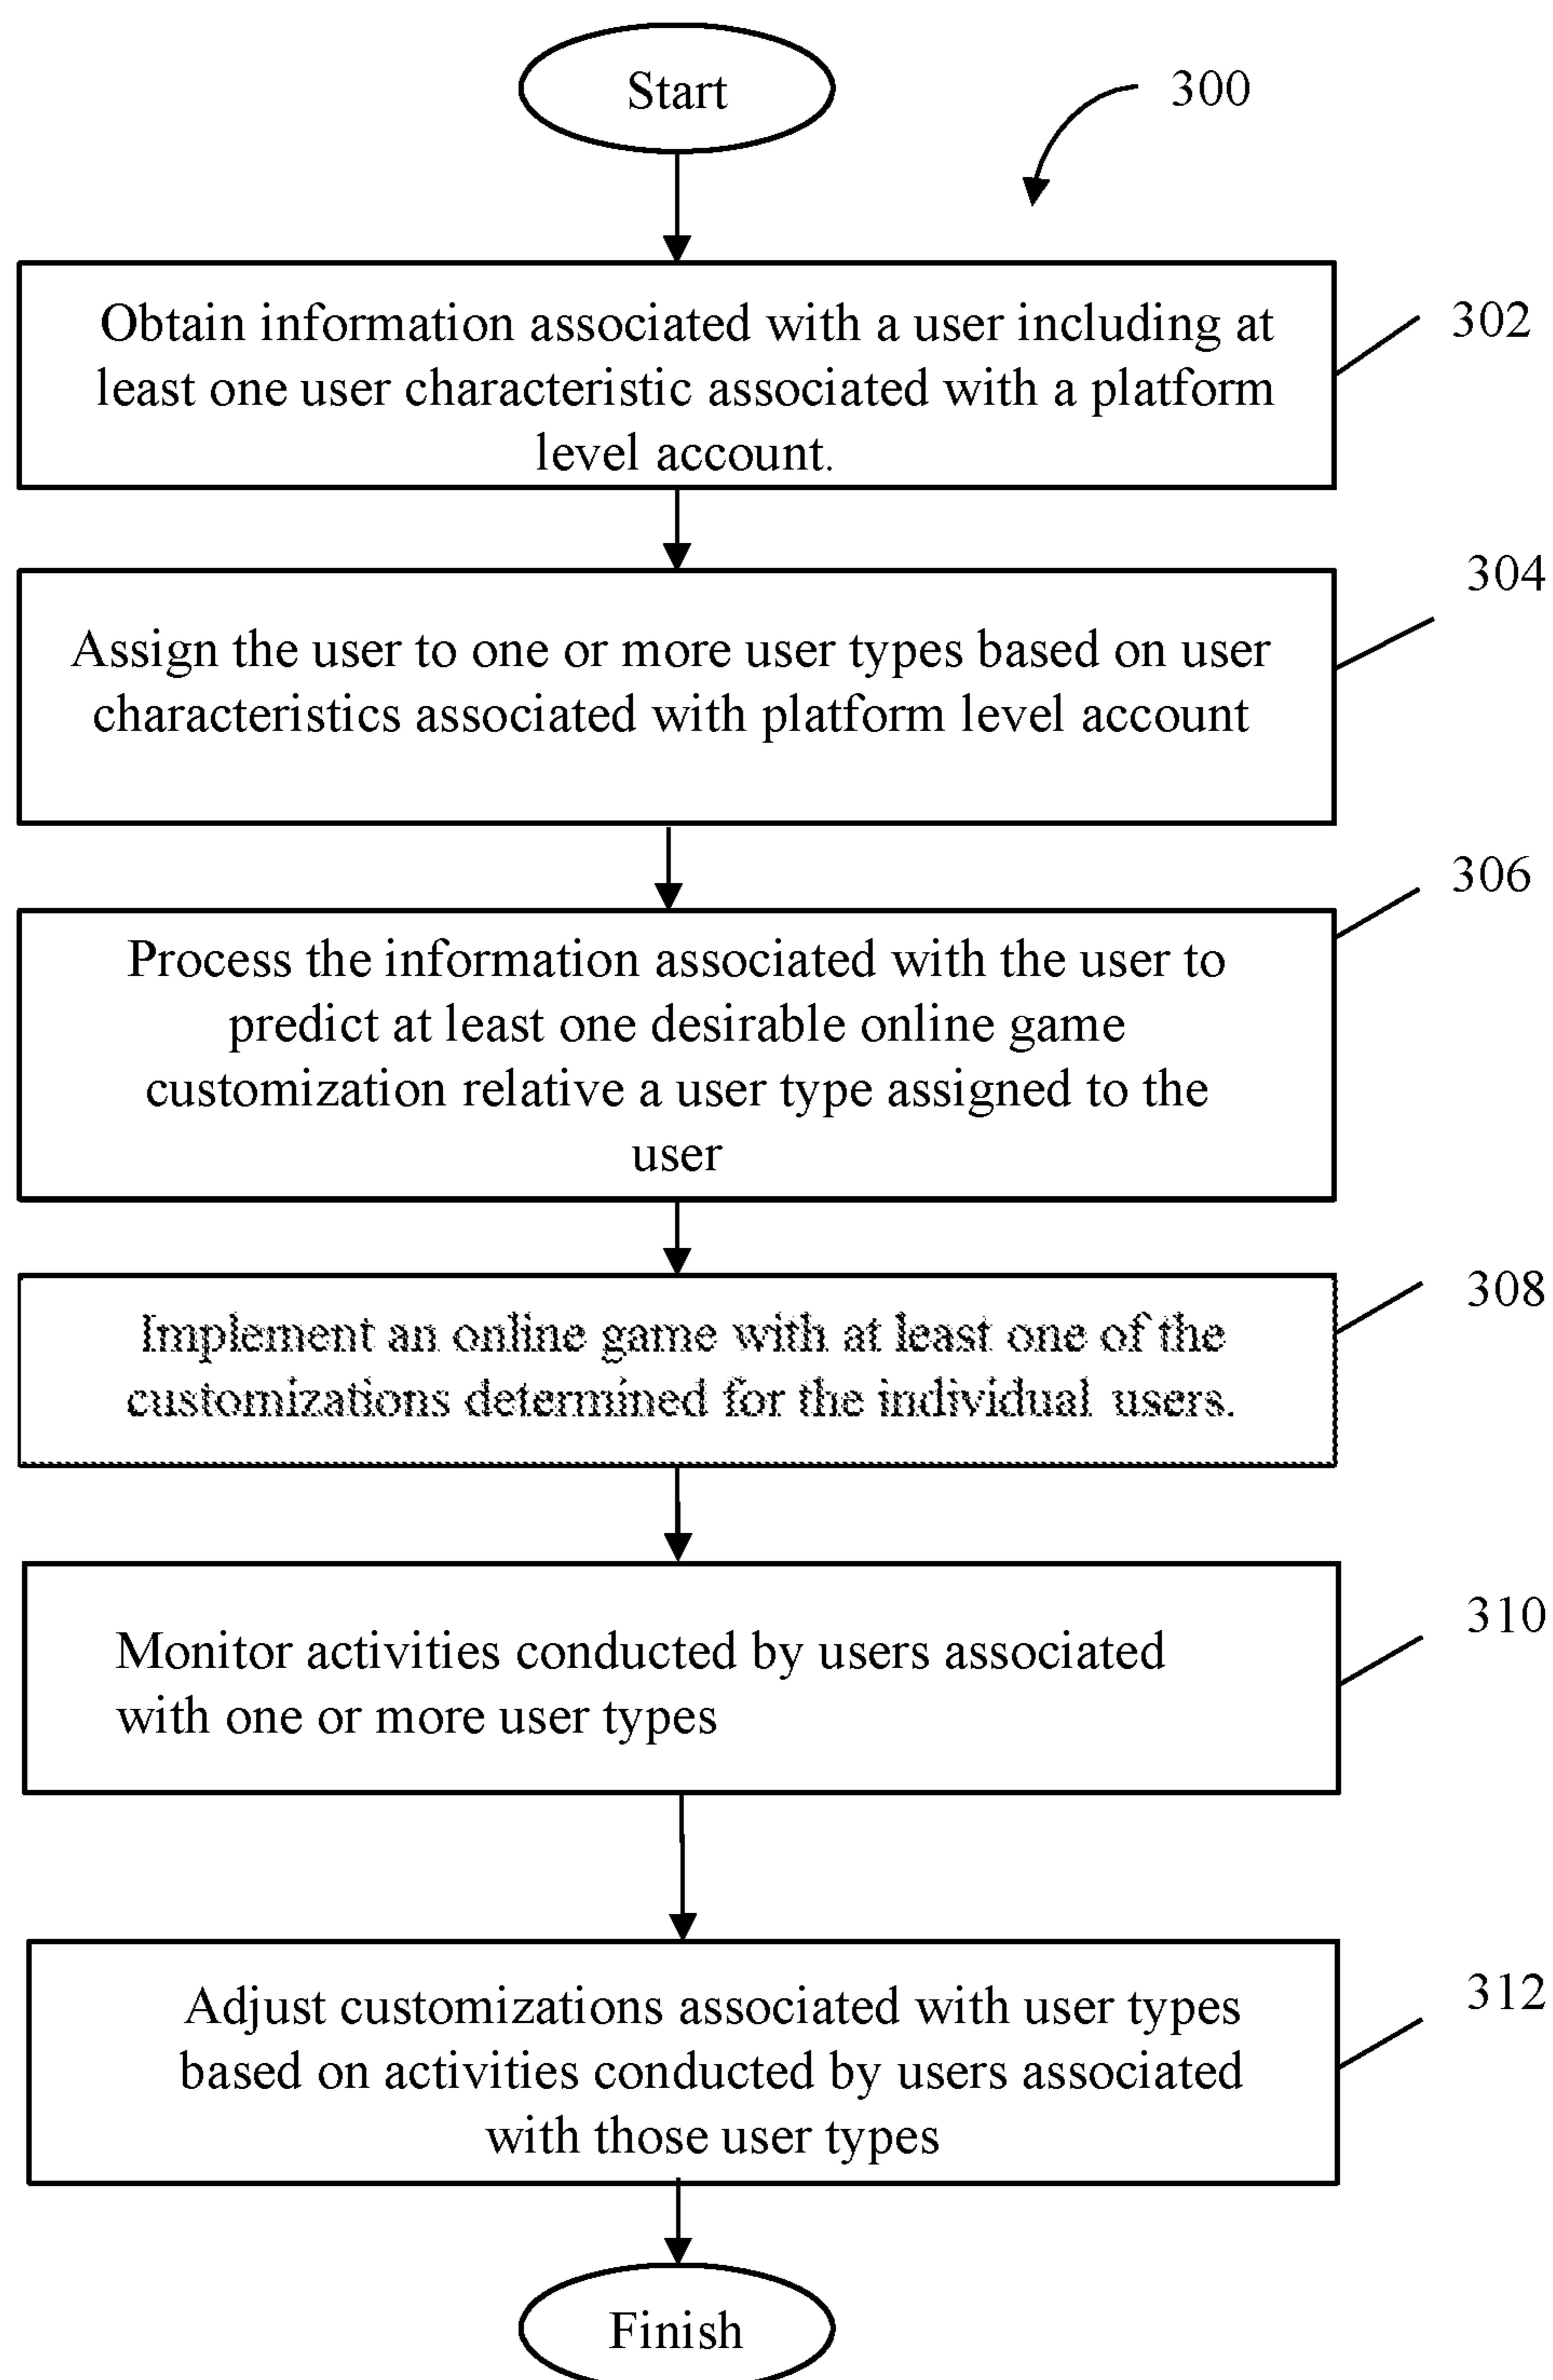 Start
300
Obtain information associated with a user including at
least one user characteristic associated with a platform
level account.
302
304
Assign the user to one or more user types based on user
characteristics associated with platform level account
306
Process the information associated with the user to
predict at least one desirable online game
customization relative a user type assigned to the
user
308
Implement an online game with at least one of the
customizations determined for the individual users.
310
Monitor activities conducted by users associated
with one or more user types
312
Adjust customizations associated with user types
based on activities conducted by users associated
with those user types
Finish